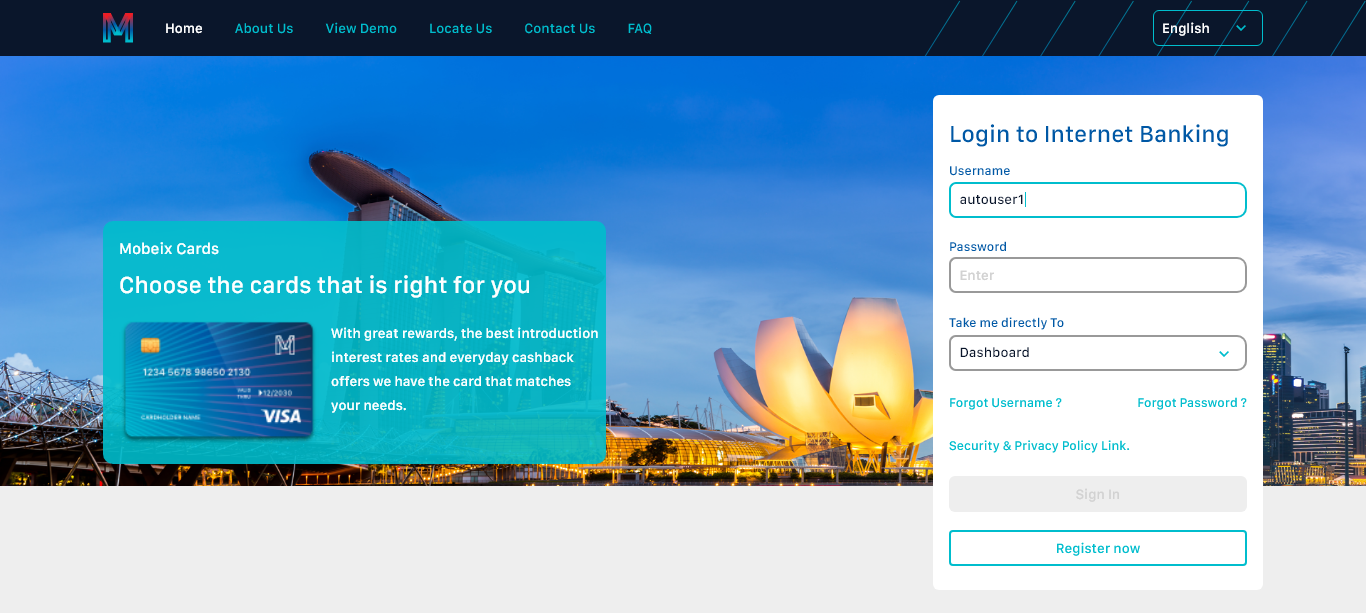 Home About Us View Demo Locate Us Contact Us FAQ English
Login to Internet Banking
Username
autouser1
Password
Enter
Take me directly To
Dashboard
Forgot Username ? Forgot Password ?
Security & Privacy Policy Link.
Sign In
Register now
Mobeix Cards
Choose the cards that is right for you
With great rewards, the best introduction
interest rates and everyday cashback
offers we have the card that matches
your needs.
M
1234 5678 98650 2130
VALID
THRU 12/2030
CARDHOLDER NAME
VISA